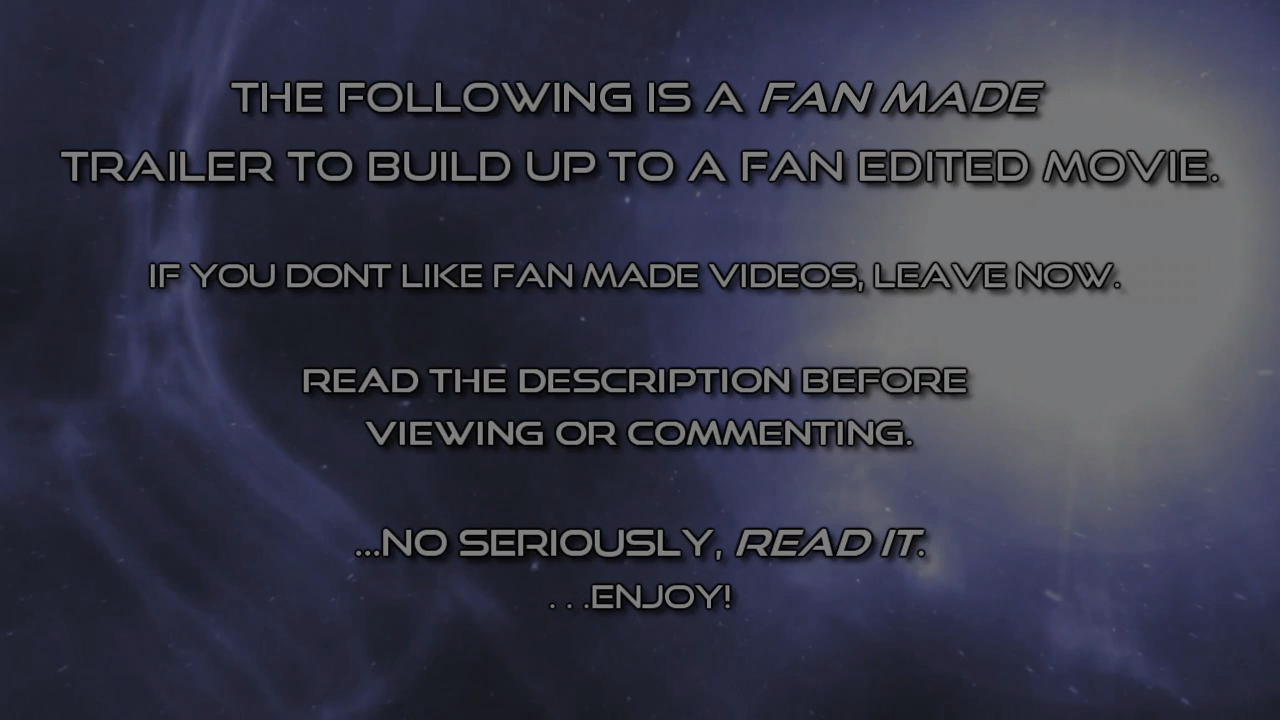 THE FOLLOWING IS A FAN MADE
TRAILER TO BUILD UP TO A FAN EDITED MOVIE.
IF YOU DONT LIKE FAN MADE VIDEOS, LEAVE NOW.
READ THE DESCRIPTION BEFORE
VIEWING OR COMMENTING.
...NO SERIOUSLY, READ IT.
. . .ENJOY!